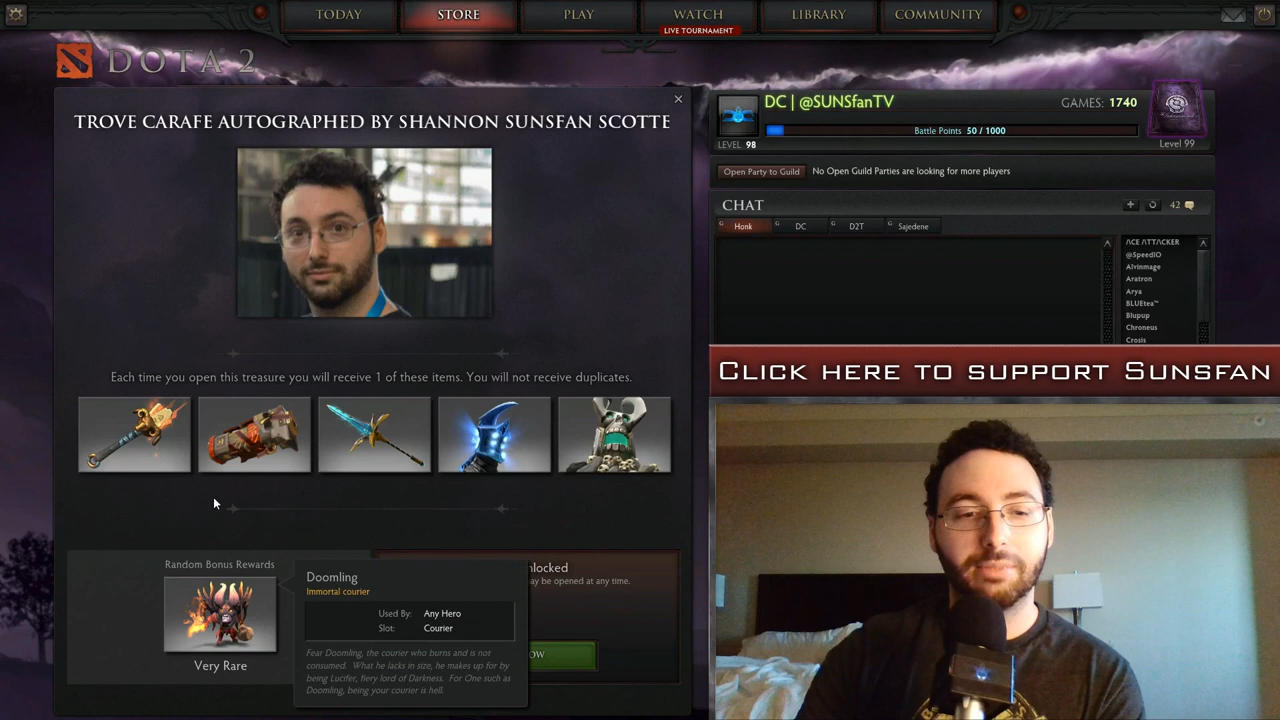 TODAY
STORE
PLAY
WATCH
LIBRARY
COMMUNITY
LIVE TOURNAMENT
DOTA 2
TROVE CARAFE AUTOGRAPHED BY SHANNON SUNSFAN SCOTTE
Each time you open this treasure you will receive 1 of these items. You will not receive duplicates.
Random Bonus Rewards
Very Rare
Doomling
Immortal courier
Used By: Any Hero
Slot: Courier
Fear Doomling, the courier who burns and is not
consumed. What he lacks in size, he makes up for by
being Lucifer, fiery lord of Darkness. For One such as
Doomling, being your courier is hell.
nlocked
ay be opened at any time.
OW
DC | @SUNSfanTV
GAMES: 1740
Battle Points 50 / 1000
LEVEL 98
Level 99
Open Party to Guild
No Open Guild Parties are looking for more players
CHAT
42
G Honk
G DC
G D2T
G Sajedene
ΛCE ΛTTΛCKER
@SpeedIO
Alvinmage
Aratron
Arya
BLUEtea™
Blupup
Chroneus
Crosis
Click here to support Sunsfan